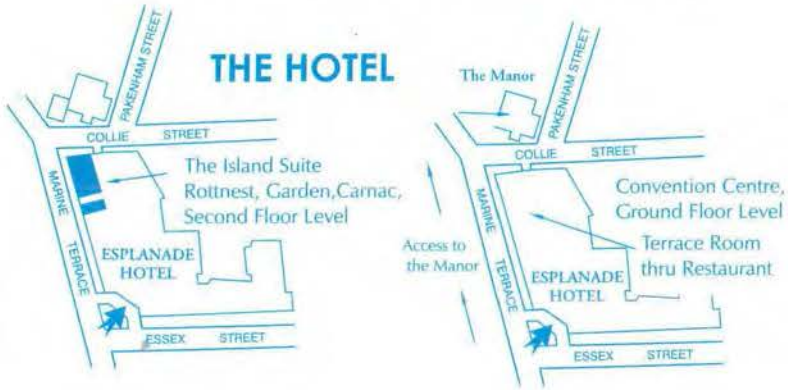 THE HOTEL
PAKENHAM STREET
COLLIE STREET
The Island Suite
Rottnest, Garden,Carnac,
Second Floor Level
MARINE TERRACE
ESPLANADE
HOTEL
ESSEX STREET
The Manor
PAKENHAM STREET
COLLIE STREET
Convention Centre,
Ground Floor Level
MARINE TERRACE
Terrace Room
thru Restaurant
Access to
the Manor
ESPLANADE
HOTEL
ESSEX STREET